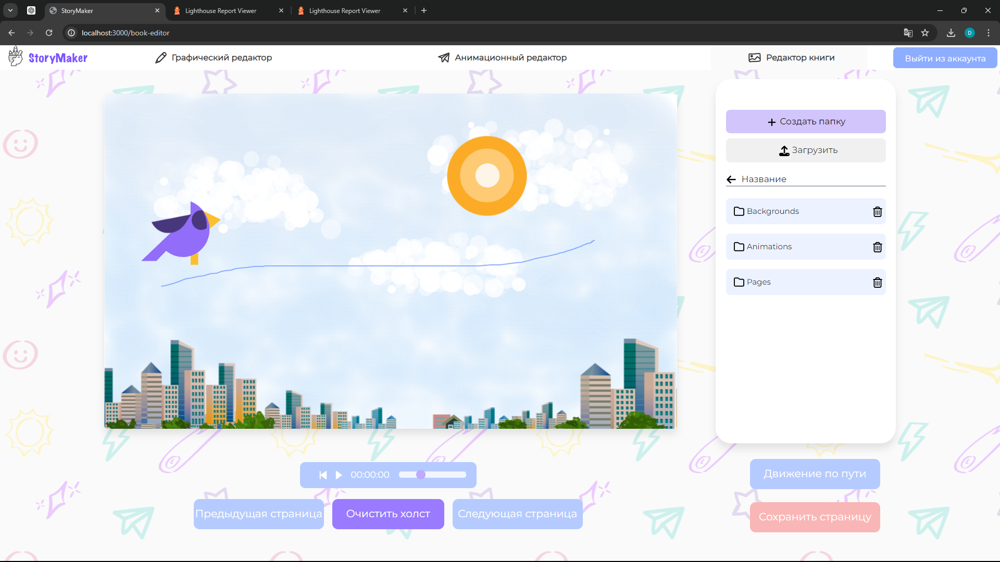 StoryMaker
Lighthouse Report Viewer
Lighthouse Report Viewer
localhost:3000/book-editor
D
StoryMaker
Графический редактор
Анимационный редактор
Редактор книги
Выйти из аккаунта
Создать папку
Загрузить
Название
Backgrounds
Animations
Pages
00:00:00
Движение по пути
Предыдущая страница
Очистить холст
Следующая страница
Сохранить страницу